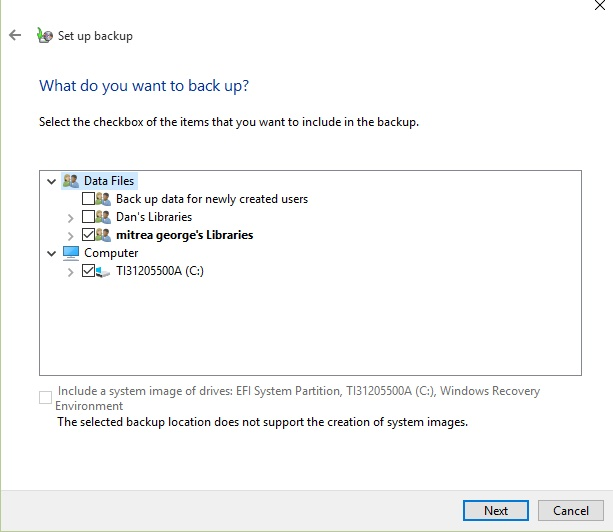 Set up backup
What do you want to back up?
Select the checkbox of the items that you want to include in the backup.
Data Files
Back up data for newly created users
Dan's Libraries
mitrea george's Libraries
Computer
TI31205500A (C:)
Include a system image of drives: EFI System Partition, TI31205500A (C:), Windows Recovery
Environment
The selected backup location does not support the creation of system images.
Next Cancel